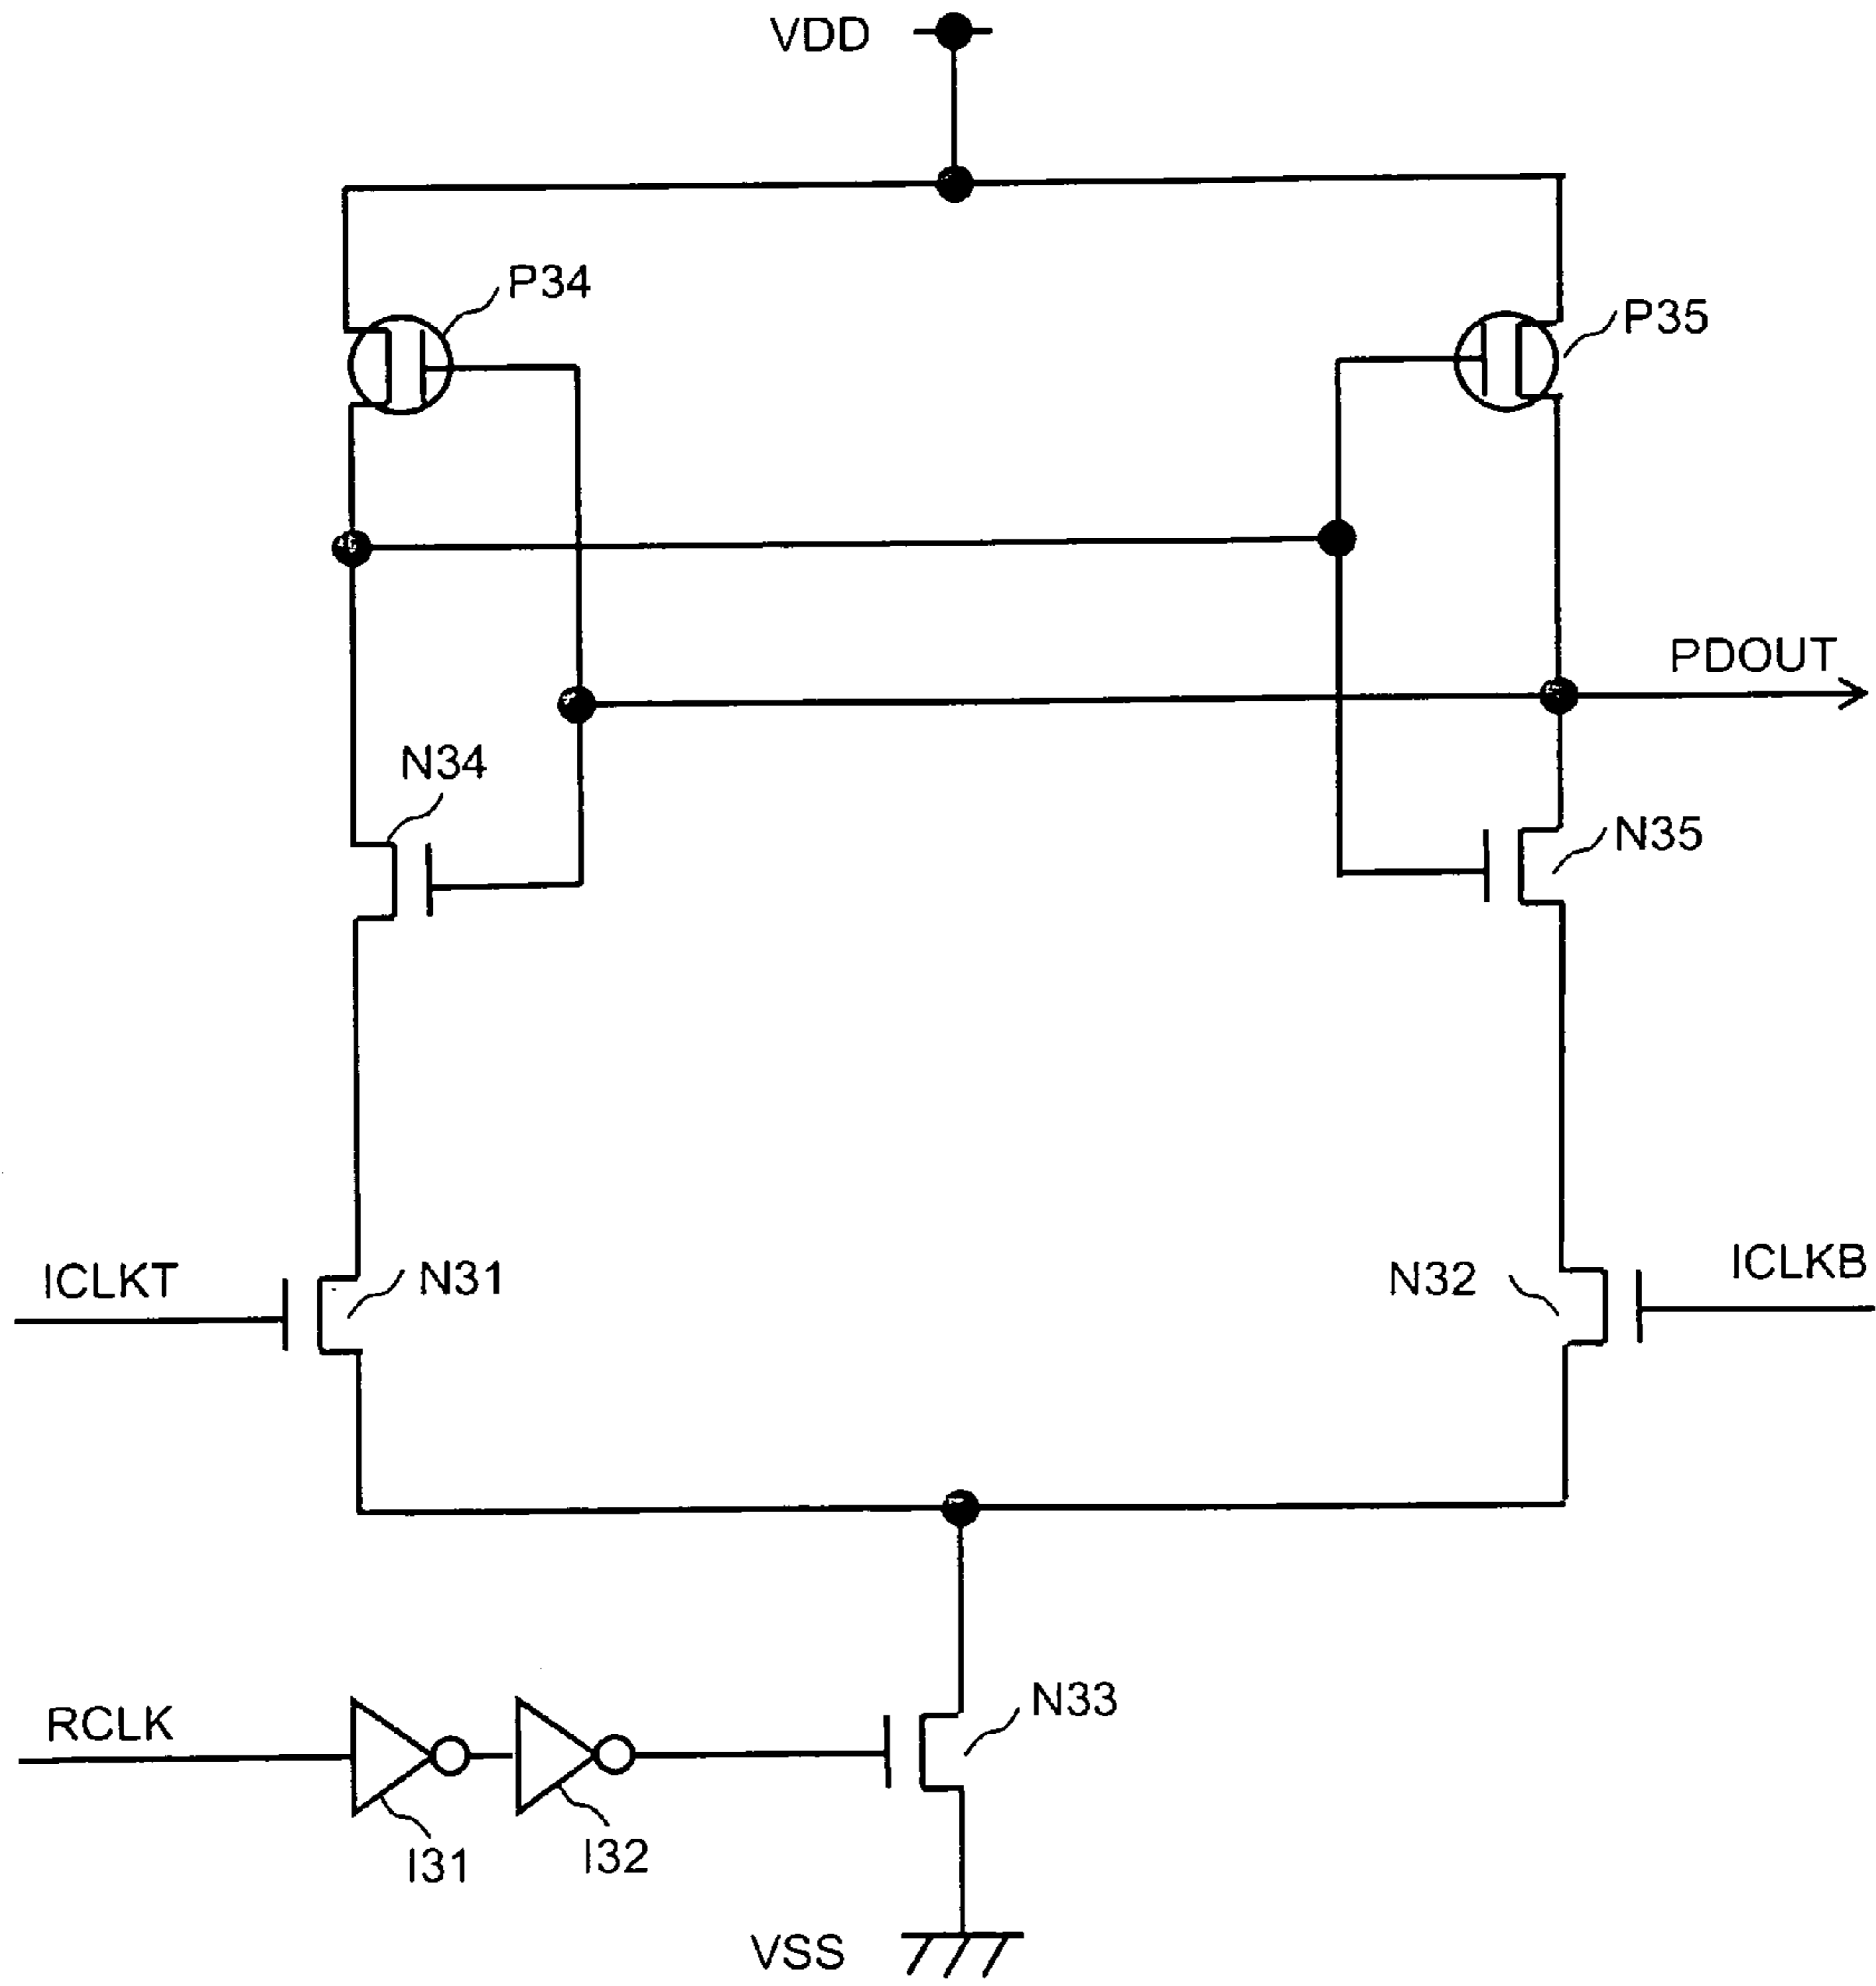 VDD
P34
P35
PDOUT
N34
N35
ICLKT
N31
N32
ICLKB
RCLK
N33
I31
I32
VSS